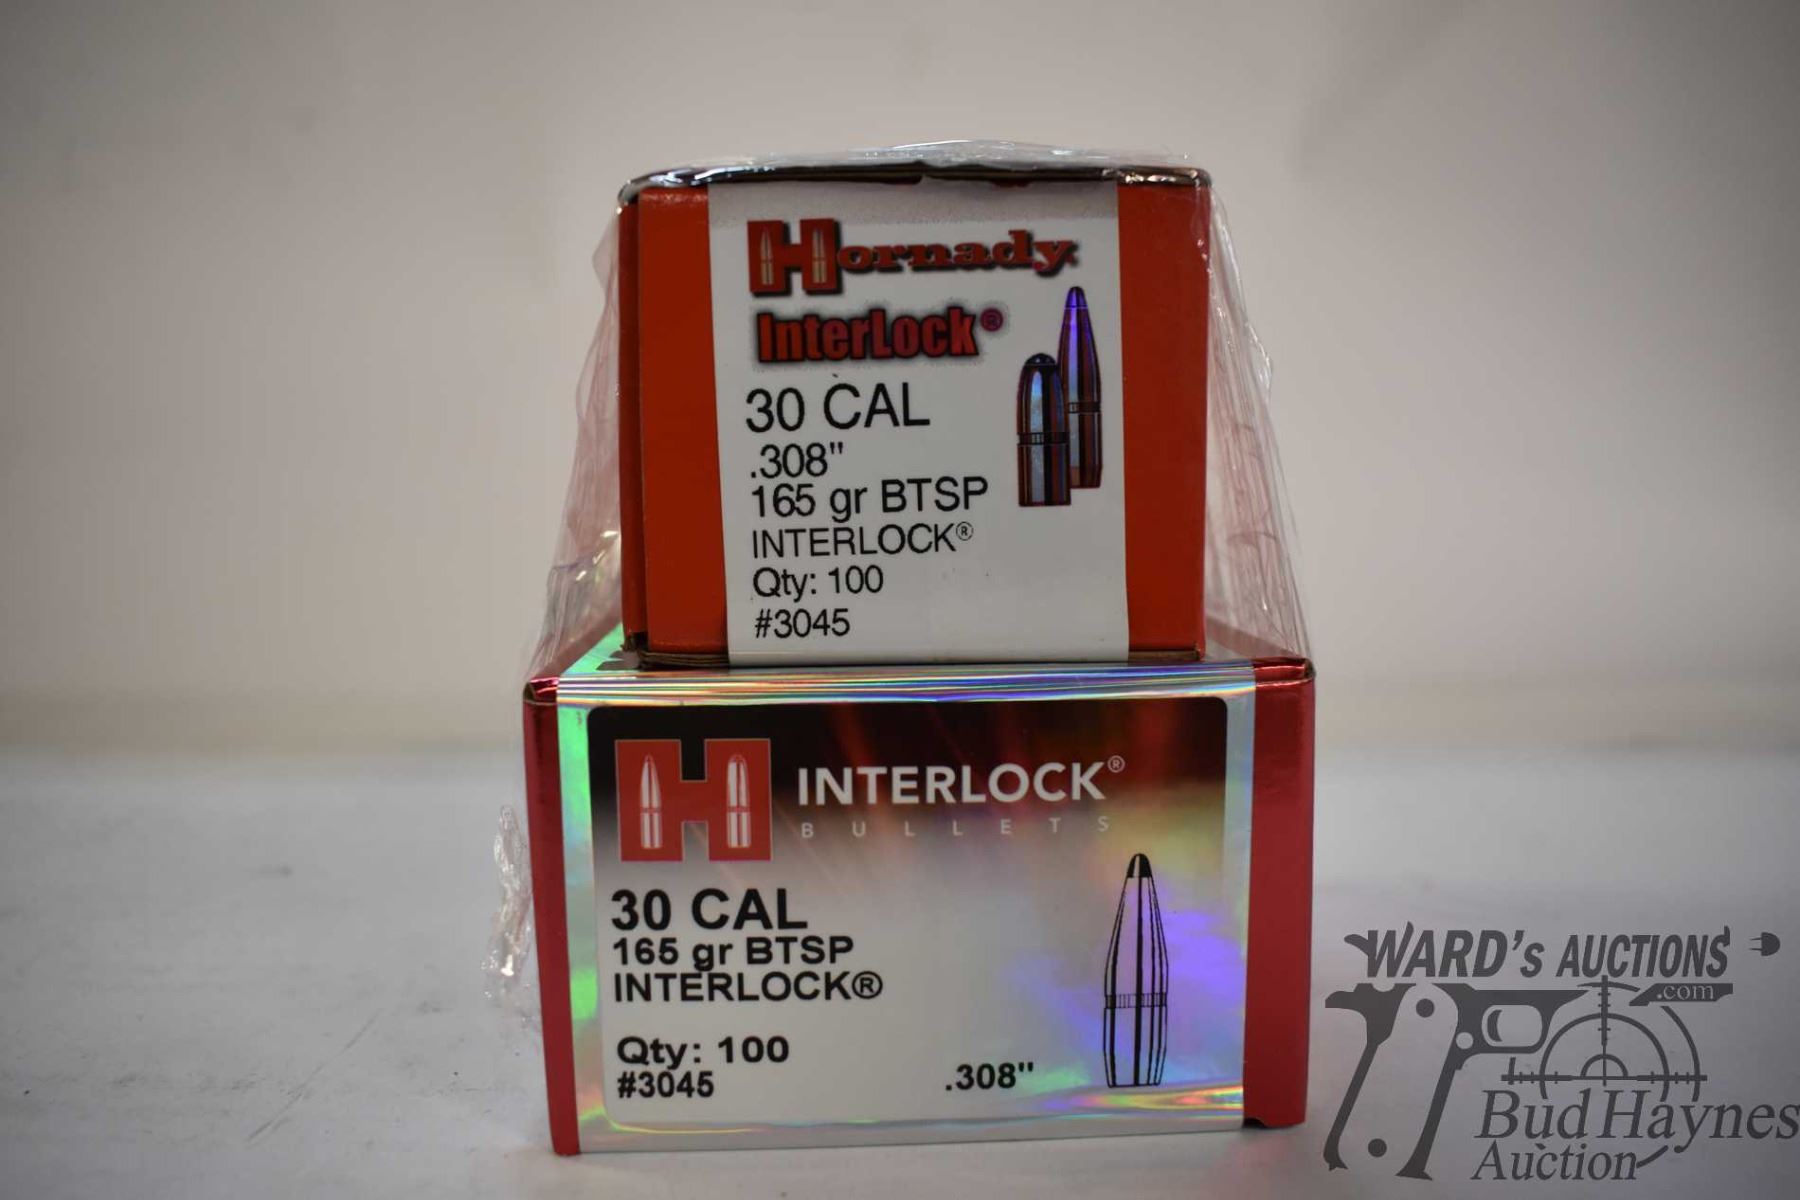 Hornady
InterLock®
30 CAL
.308"
165 gr BTSP
INTERLOCK®
Qty: 100
#3045
INTERLOCK®
BULLETS
30 CAL
165 gr BTSP
INTERLOCK®
Qty: 100
#3045
.308"
WARD's AUCTIONS
.com
Bud Haynes
Auction